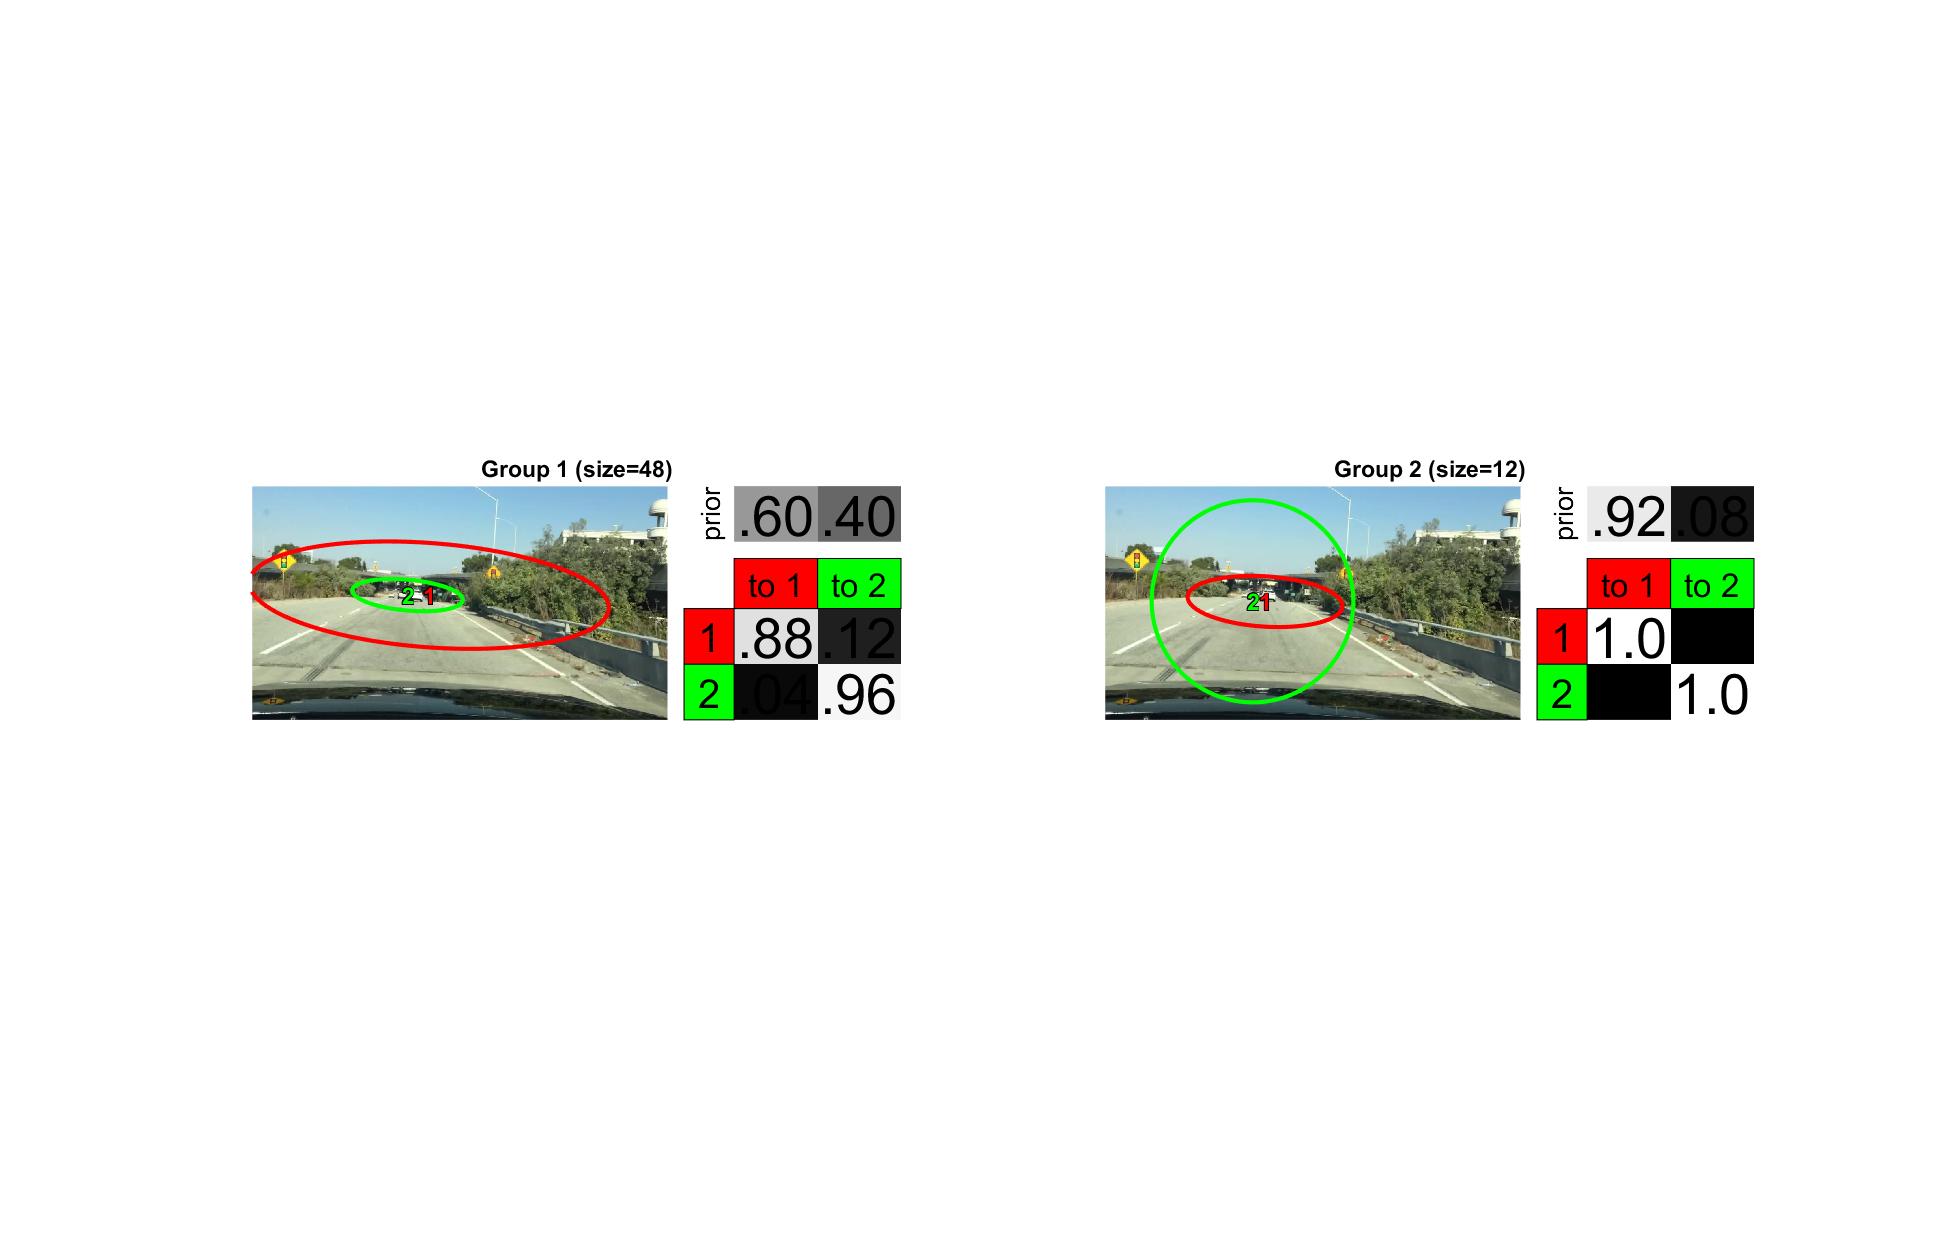 Group 1 (size=48)
prior
.60 .40
to 1 to 2
1 .88 .12
2 .04 .96
2 1
Group 2 (size=12)
prior
.92 .08
to 1 to 2
1 1.0
2 1.0
2 1